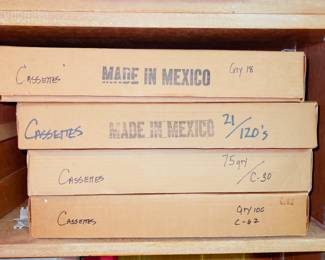 Cassettes MADE IN MEXICO Qty 18
Cassettes MADE IN MEXICO 21/120's
Cassettes 75 qty / C-30
Cassettes Qty 100
C-62